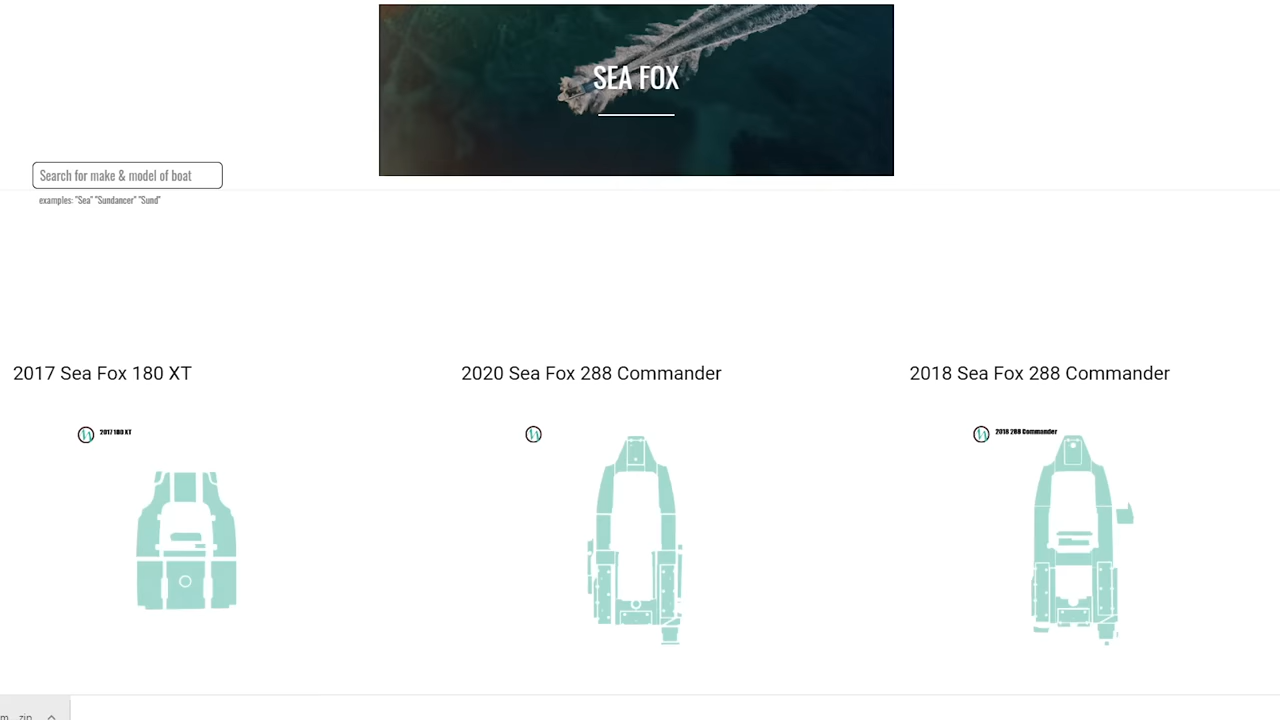 SEA FOX
Search for make & model of boat
examples: "Sea" "Sundancer" "Sund"
2017 Sea Fox 180 XT
2020 Sea Fox 288 Commander
2018 Sea Fox 288 Commander
2017 180 XT
2018 288 Commander